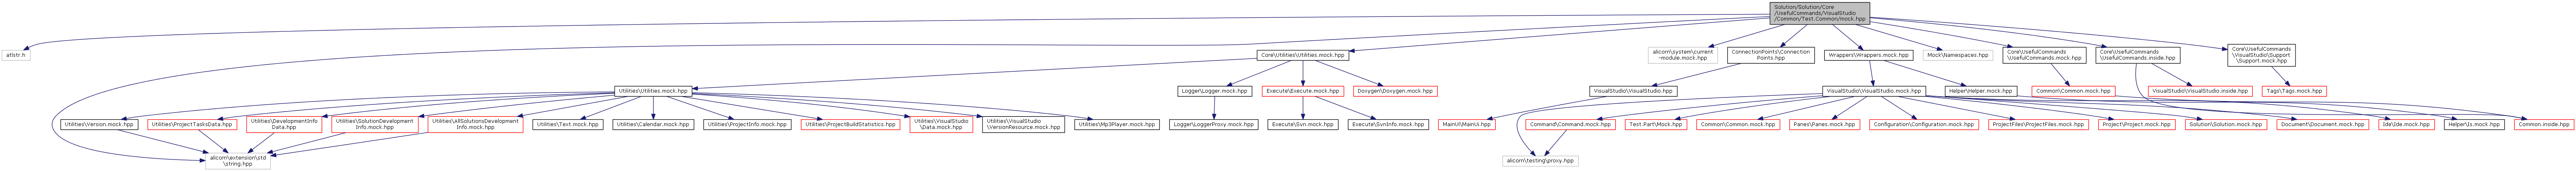 Solution/Solution/Core
/UsefulCommands/VisualStudio
/Common/Test.Common/mock.hpp
atlstr.h
Core\Utilities\Utilities.mock.hpp
alicorn\system\current
-module.mock.hpp
ConnectionPoints\Connection
Points.hpp
Wrappers\Wrappers.mock.hpp
Mock\Namespaces.hpp
Core\UsefulCommands
\UsefulCommands.mock.hpp
Core\UsefulCommands
\UsefulCommands.inside.hpp
Core\UsefulCommands
\VisualStudio\Support
\Support.mock.hpp
Utilities\Utilities.mock.hpp
Logger\Logger.mock.hpp
Execute\Execute.mock.hpp
Doxygen\Doxygen.mock.hpp
VisualStudio\VisualStudio.hpp
VisualStudio\VisualStudio.mock.hpp
Helper\Helper.mock.hpp
Common\Common.mock.hpp
VisualStudio\VisualStudio.inside.hpp
Tags\Tags.mock.hpp
Utilities\Version.mock.hpp
Utilities\ProjectTasksData.hpp
Utilities\DevelopmentInfo
Data.hpp
Utilities\SolutionDevelopment
Info.mock.hpp
Utilities\AllSolutionsDevelopment
Info.mock.hpp
Utilities\Text.mock.hpp
Utilities\Calendar.mock.hpp
Utilities\ProjectInfo.mock.hpp
Utilities\ProjectBuildStatistics.hpp
Utilities\VisualStudio
\Data.mock.hpp
Utilities\VisualStudio
\VersionResource.mock.hpp
Utilities\Mp3Player.mock.hpp
Logger\LoggerProxy.mock.hpp
Execute\Svn.mock.hpp
Execute\SvnInfo.mock.hpp
MainUi\MainUi.hpp
Command\Command.mock.hpp
Test.Part\Mock.hpp
Common\Common.mock.hpp
Panes\Panes.mock.hpp
Configuration\Configuration.mock.hpp
ProjectFiles\ProjectFiles.mock.hpp
Project\Project.mock.hpp
Solution\Solution.mock.hpp
Document\Document.mock.hpp
Ide\Ide.mock.hpp
Helper\Is.mock.hpp
Common.inside.hpp
alicorn\extension\std
\string.hpp
alicorn\testing\proxy.hpp